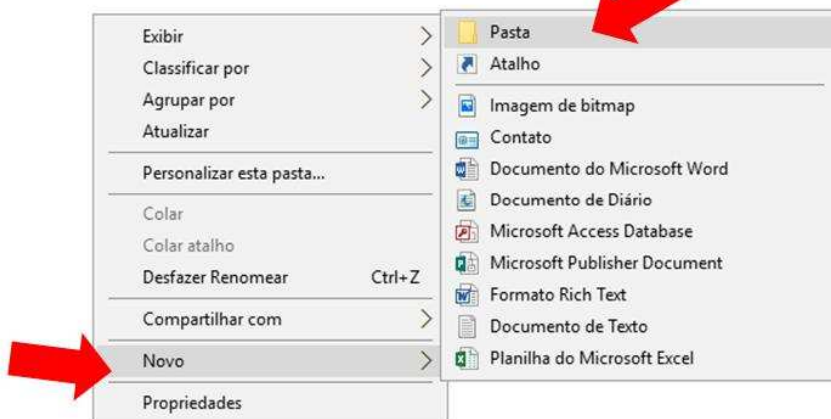 Exibir
Classificar por
Agrupar por
Atualizar
Personalizar esta pasta...
Colar
Colar atalho
Desfazer Renomear Ctrl+Z
Compartilhar com
Novo
Propriedades
Pasta
Atalho
Imagem de bitmap
Contato
Documento do Microsoft Word
Documento de Diário
Microsoft Access Database
Microsoft Publisher Document
Formato Rich Text
Documento de Texto
Planilha do Microsoft Excel